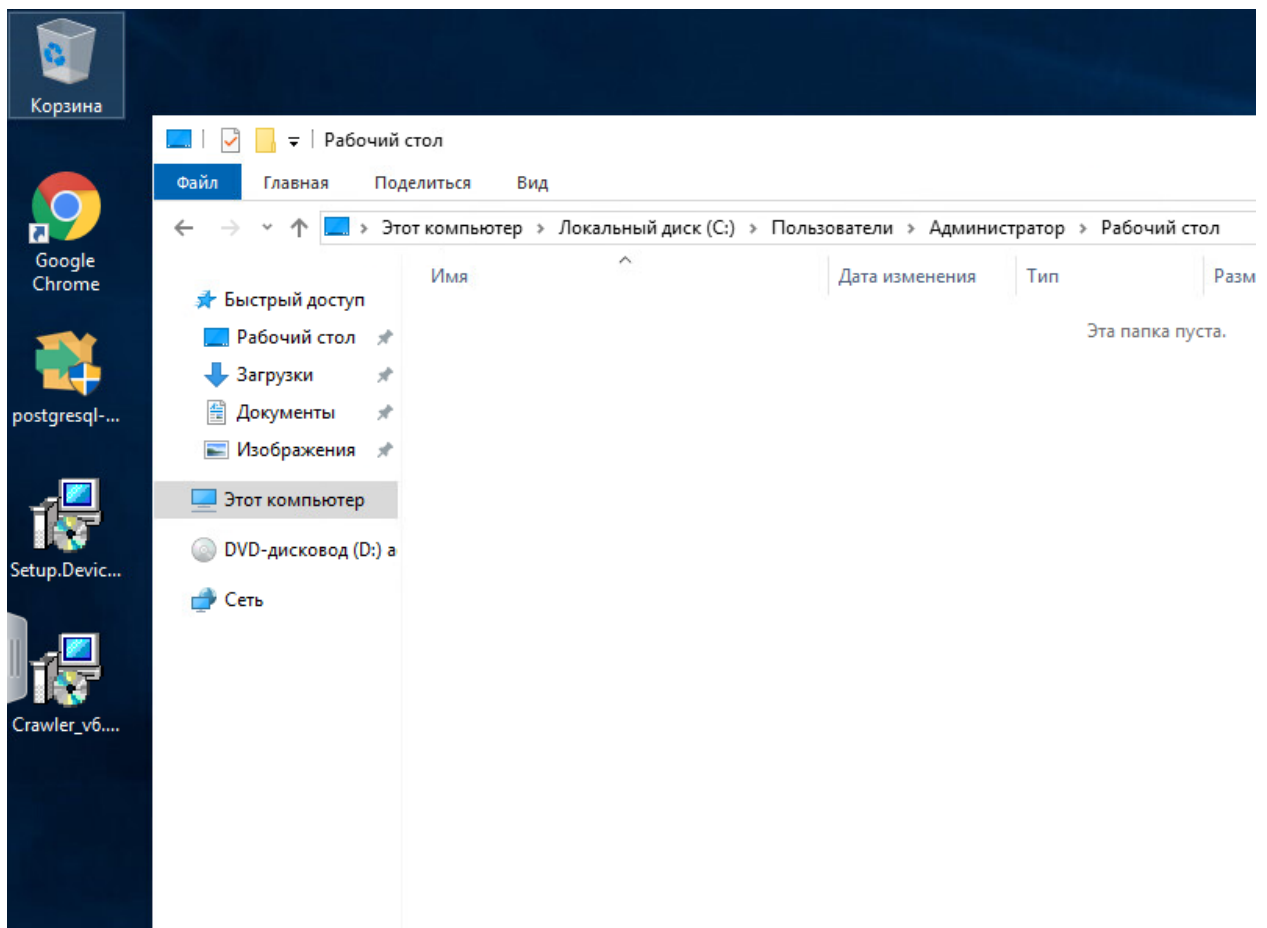 Корзина
Google
Chrome
postgresql-...
Setup.Devic...
Crawler_v6....
Рабочий стол
Файл Главная Поделиться Вид
Этот компьютер > Локальный диск (C:) > Пользователи > Администратор > Рабочий стол
Имя Дата изменения Тип Разм
Быстрый доступ
Рабочий стол
Загрузки
Документы
Изображения
Этот компьютер
DVD-дисковод (D:) a
Сеть
Эта папка пуста.